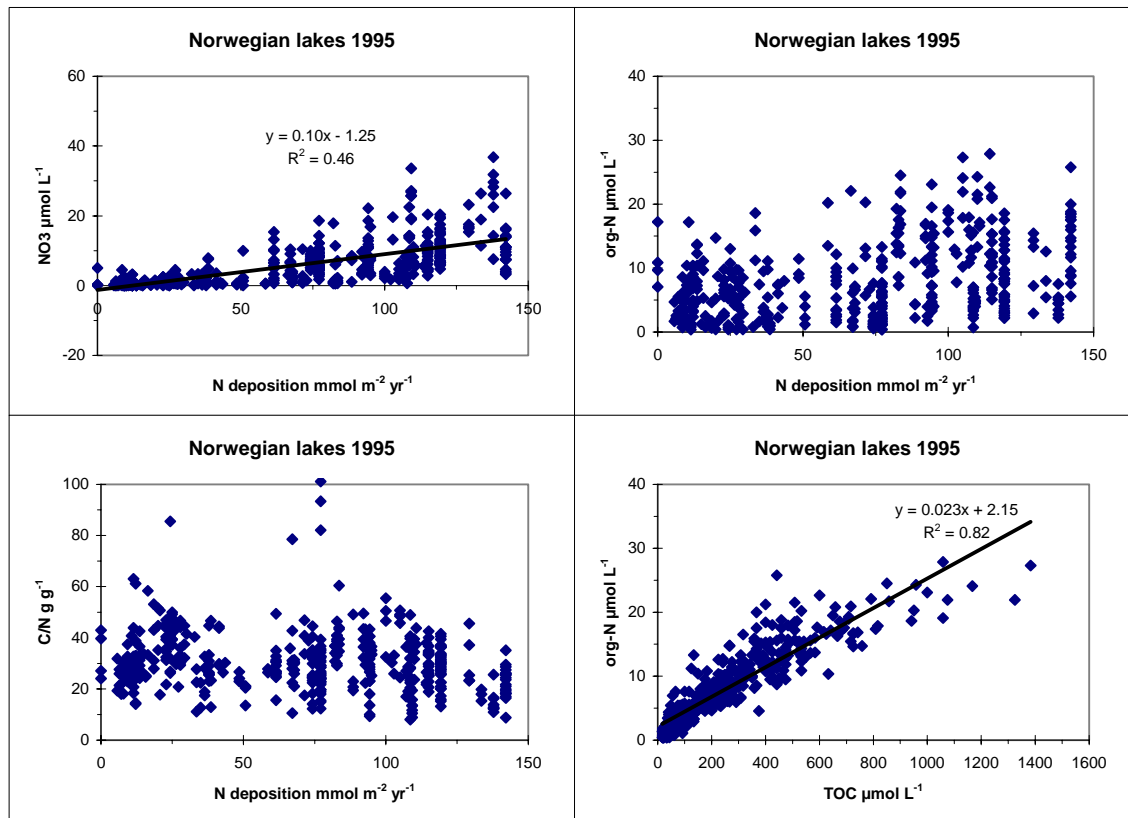 Norwegian lakes 1995
y = 0.10x - 1.25
R² = 0.46
NO3 µmol L⁻¹
60
40
20
0
-20
0 50 100 150
N deposition mmol m⁻² yr⁻¹
Norwegian lakes 1995
org-N µmol L⁻¹
40
30
20
10
0
0 50 100 150
N deposition mmol m⁻² yr⁻¹
Norwegian lakes 1995
C/N g g⁻¹
100
80
60
40
20
0
0 50 100 150
N deposition mmol m⁻² yr⁻¹
Norwegian lakes 1995
y = 0.023x + 2.15
R² = 0.82
org-N µmol L⁻¹
40
30
20
10
0
0 200 400 600 800 1000 1200 1400 1600
TOC µmol L⁻¹